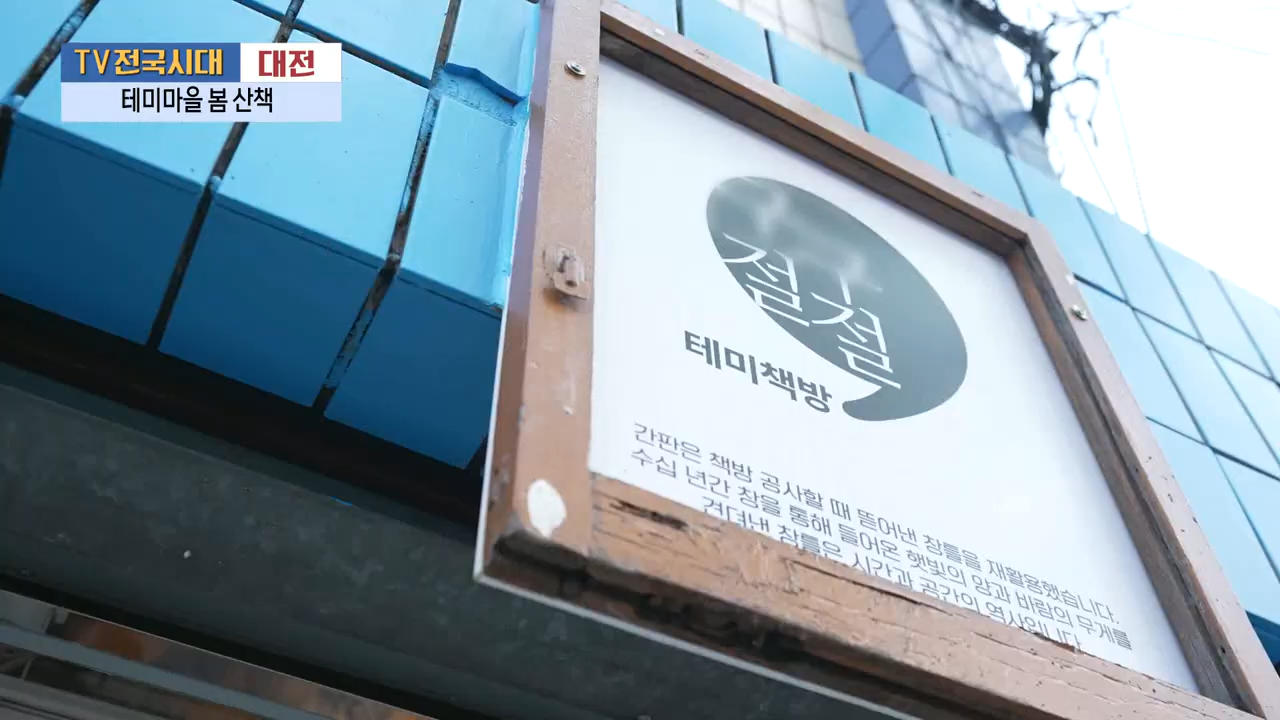 TV전국시대 대전
테미마을 봄 산책
테미책방
간판은 책방 공사할 때 뜯어낸 창틀을 재활용했습니다.
수십 년간 창을 통해 들어온 햇빛의 양과 바람의 무게를
견뎌낸 창틀은 시간과 공간의 역사입니다.